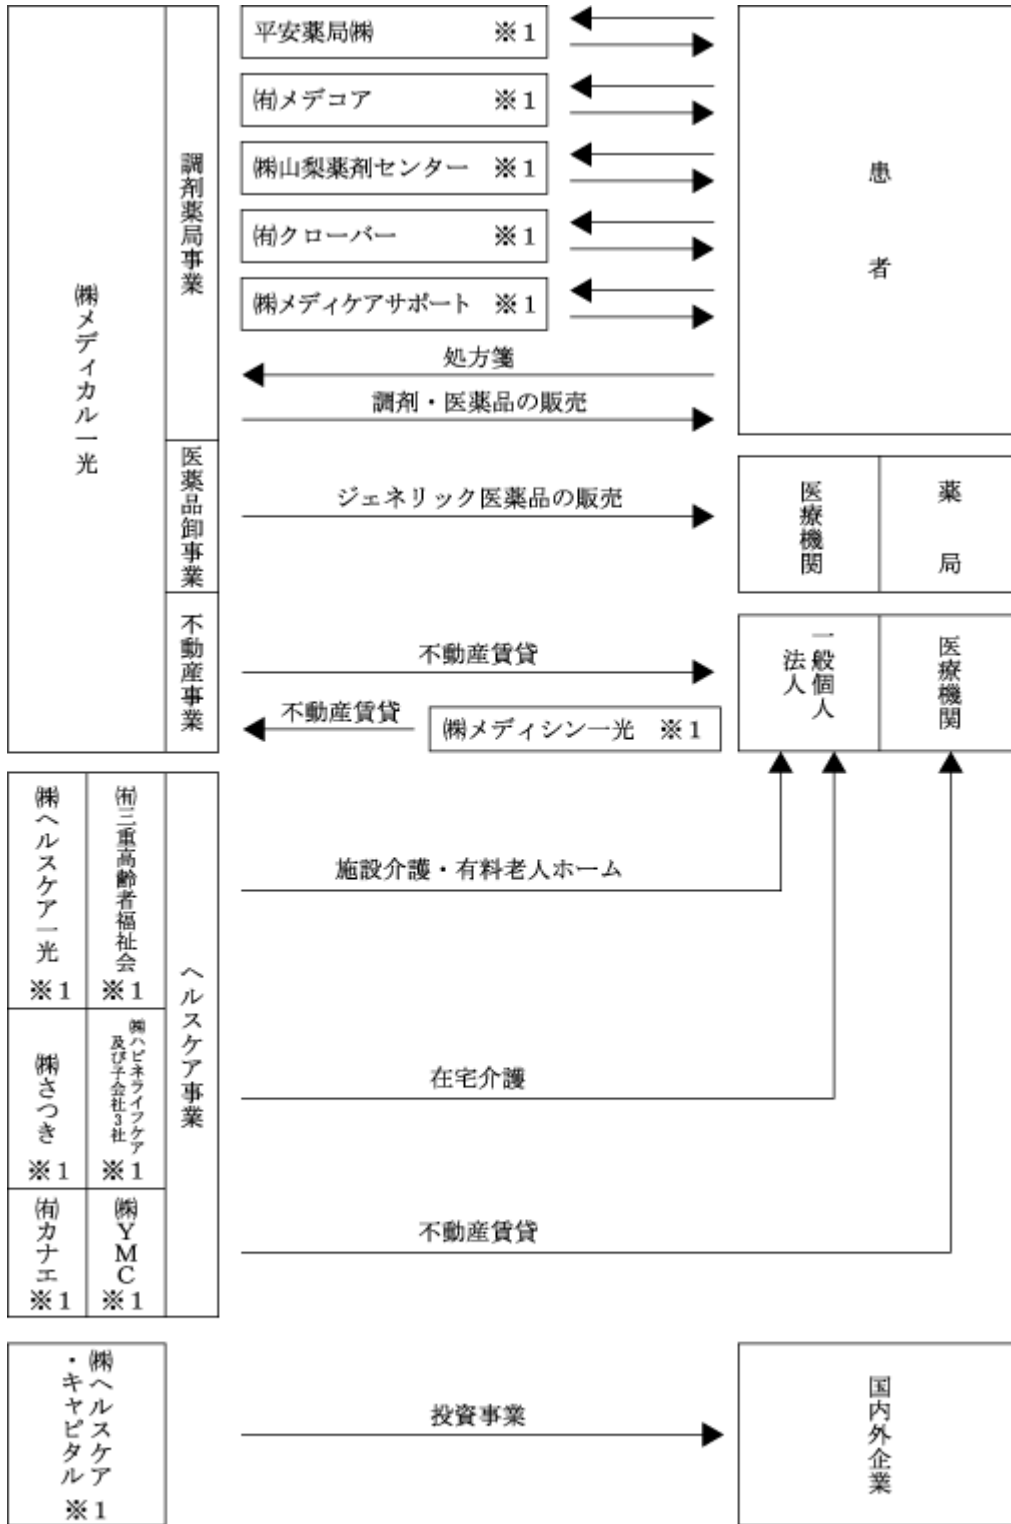 ㈱メディカル一光
調剤薬局事業
平安薬局㈱ ※1
㈲メデコア ※1
㈱山梨薬剤センター ※1
㈲クローバー ※1
㈱メディケアサポート ※1
処方箋
調剤・医薬品の販売
患者
医薬品卸事業
ジェネリック医薬品の販売
医療機関
薬局
不動産事業
不動産賃貸
不動産賃貸
㈱メディシン一光 ※1
一般個人
法人
医療機関
㈱ヘルスケア一光
※1
㈲三重高齢者福祉会
※1
㈱さつき
※1
㈱ハピネライフケア
及び子会社3社
※1
㈲カナエ
※1
㈱YMC
※1
ヘルスケア事業
施設介護・有料老人ホーム
在宅介護
不動産賃貸
㈱ヘルスケア
・キャピタル
※1
投資事業
国内外企業